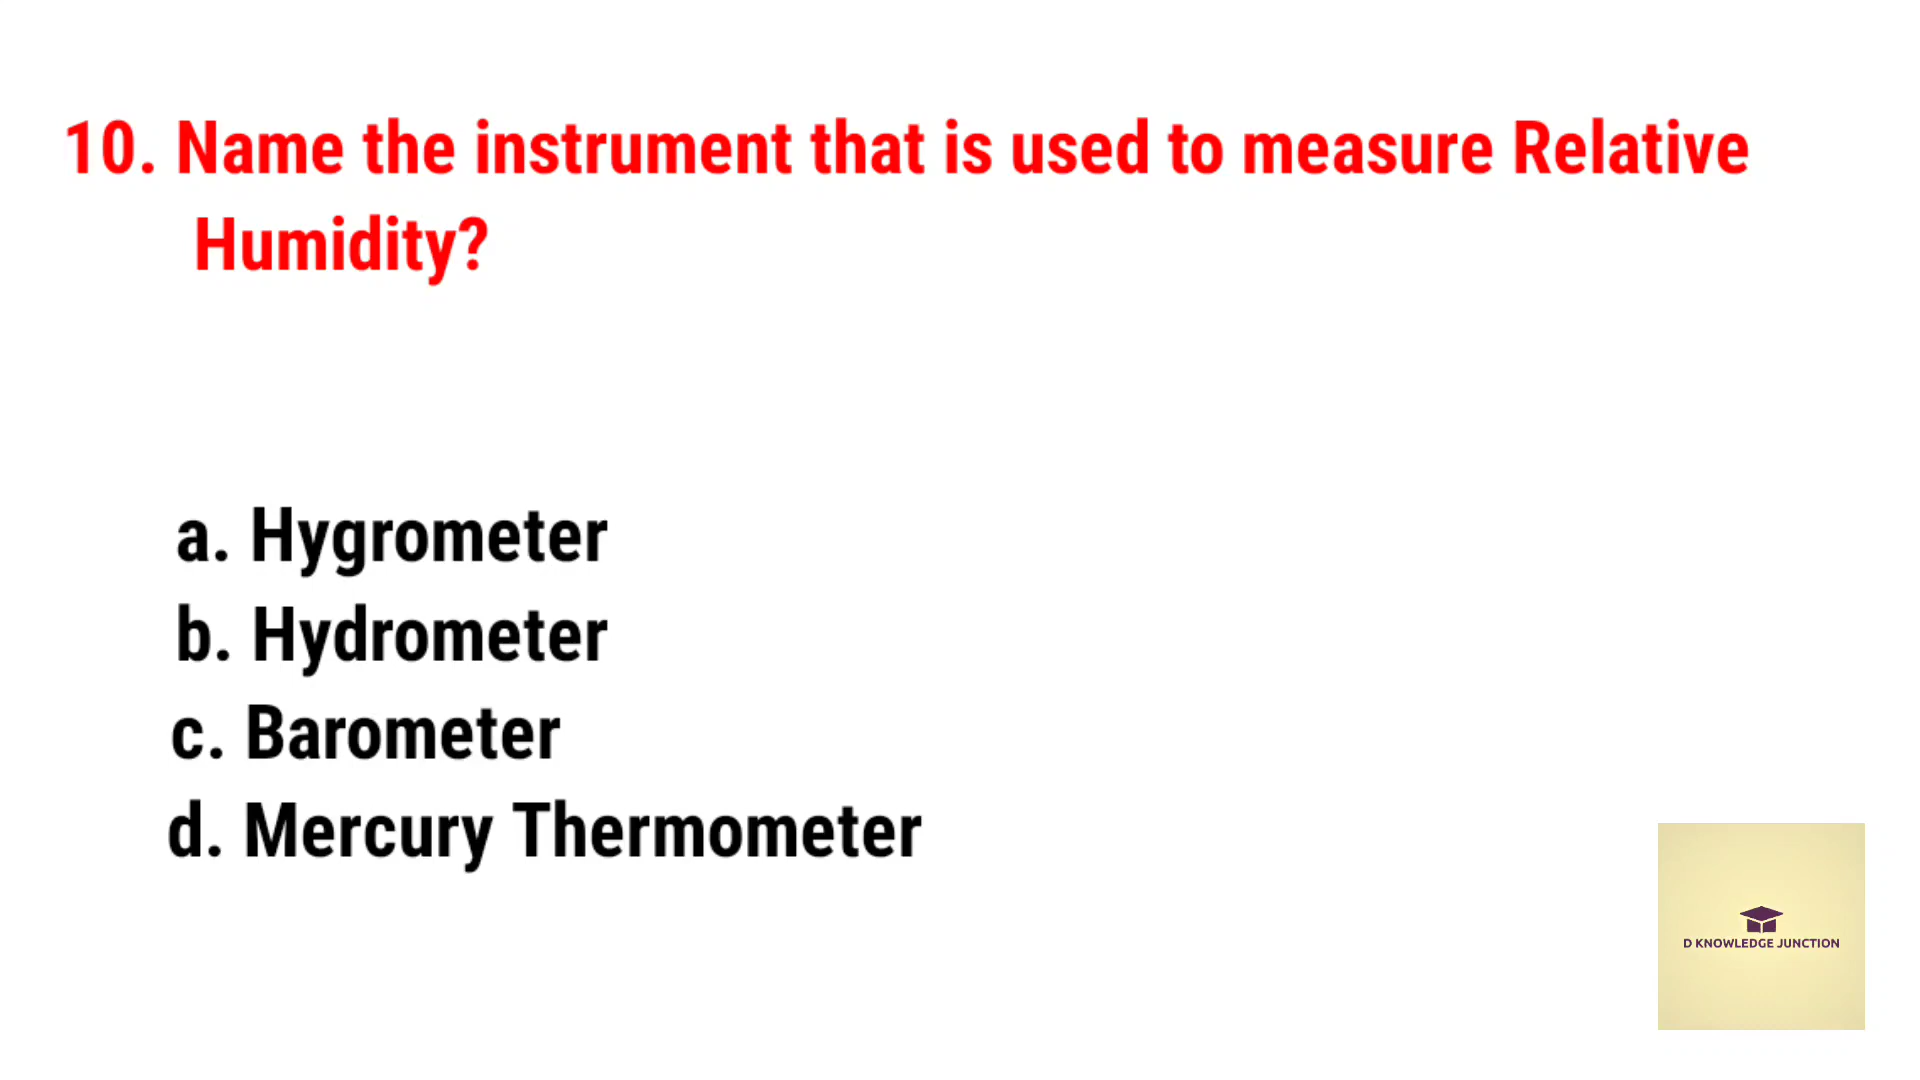 10. Name the instrument that is used to measure Relative
Humidity?
a. Hygrometer
b. Hydrometer
c. Barometer
d. Mercury Thermometer
D KNOWLEDGE JUNCTION